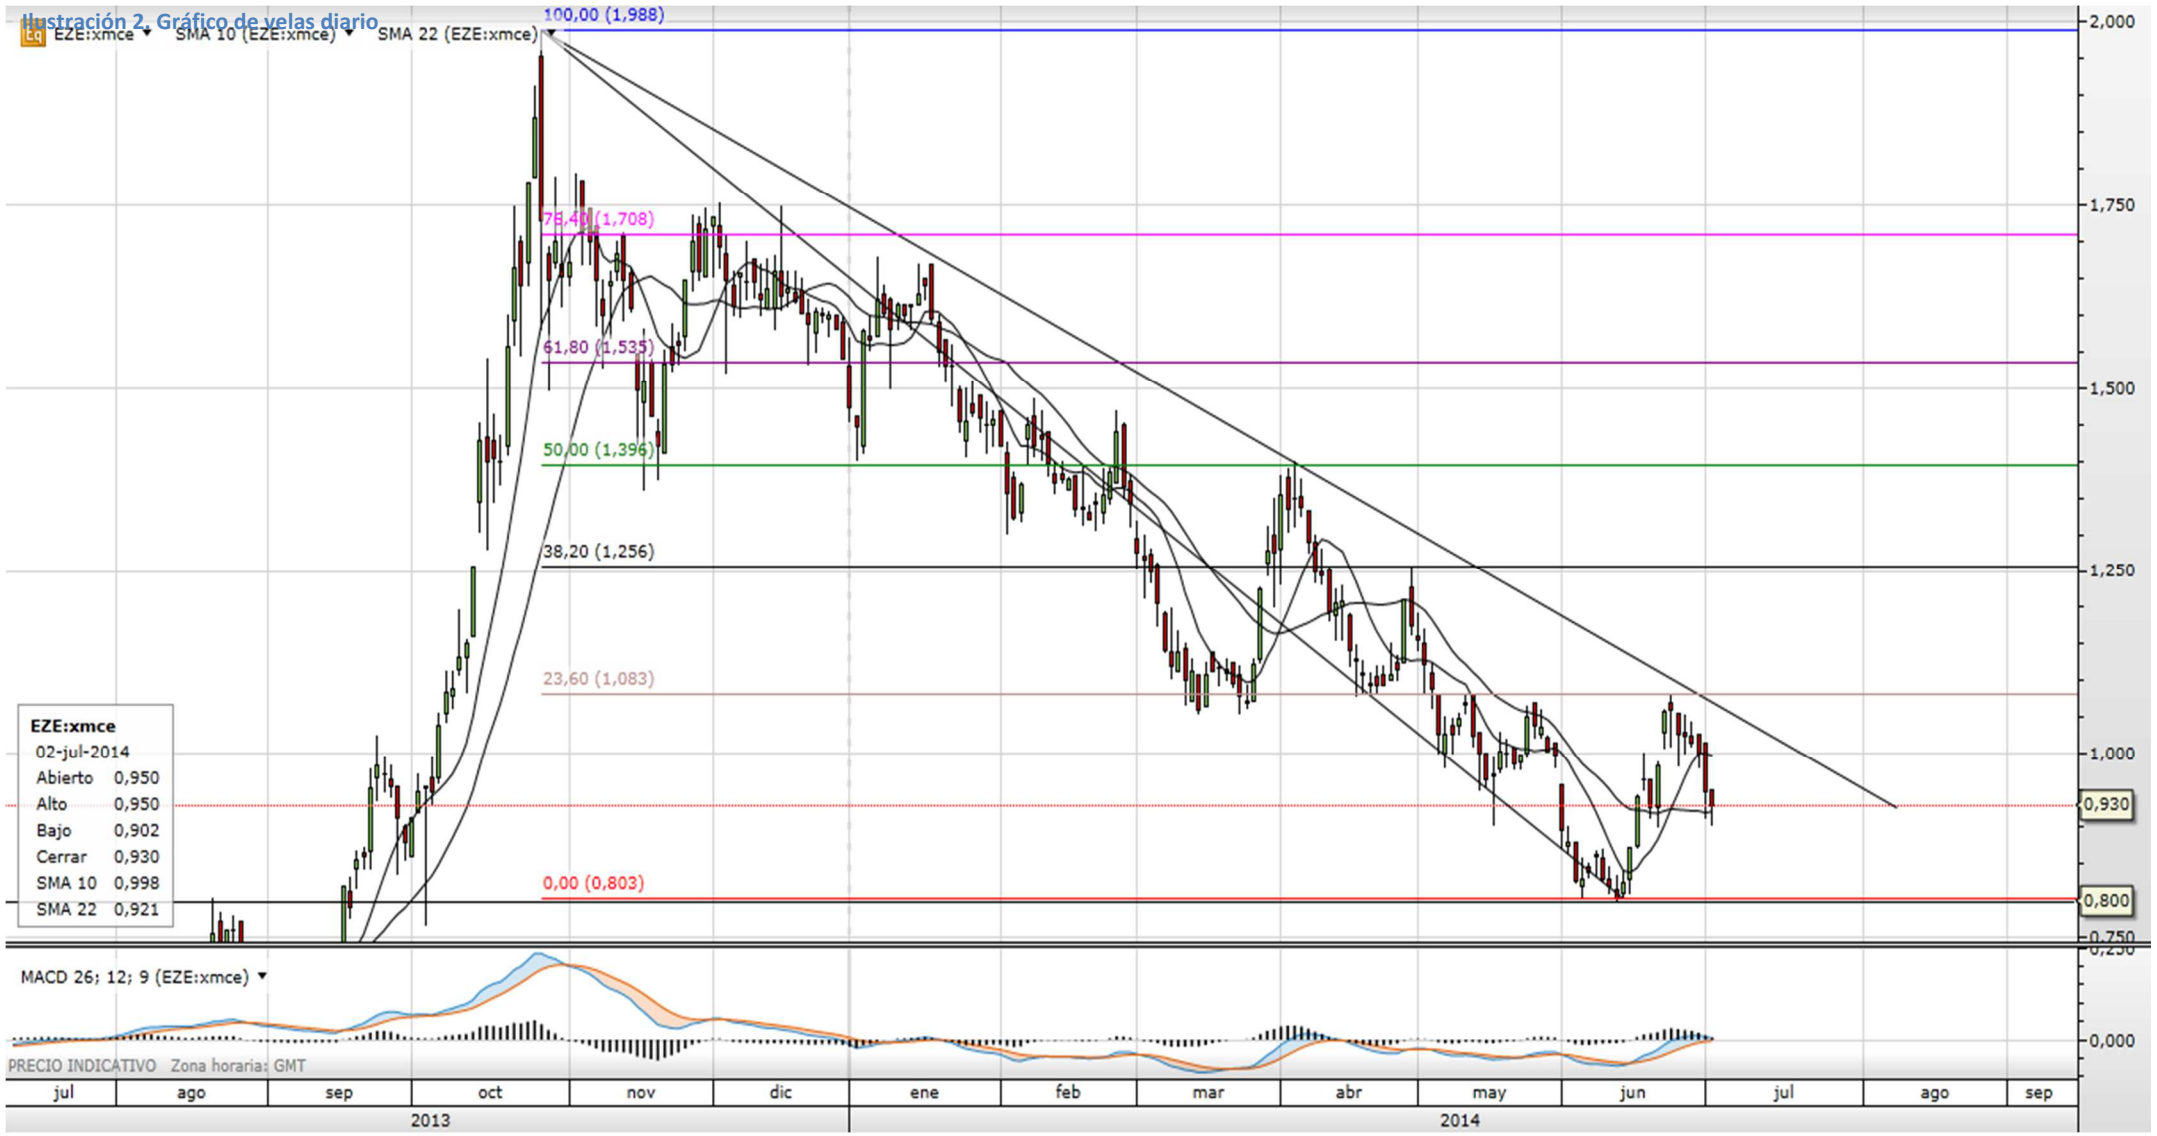 Ilustración 2. Gráfico de velas diario
Eq EZE:xmce SMA 10 (EZE:xmce) SMA 22 (EZE:xmce)
100,00 (1,988)
76,40 (1,708)
61,80 (1,535)
50,00 (1,396)
38,20 (1,256)
23,60 (1,083)
0,00 (0,803)
2,000
1,750
1,500
1,250
1,000
0,930
0,800
0,750
EZE:xmce
02-jul-2014
Abierto 0,950
Alto 0,950
Bajo 0,902
Cerrar 0,930
SMA 10 0,998
SMA 22 0,921
MACD 26; 12; 9 (EZE:xmce)
0,250
0,000
PRECIO INDICATIVO Zona horaria: GMT
jul ago sep oct nov dic ene feb mar abr may jun jul ago sep
2013 2014